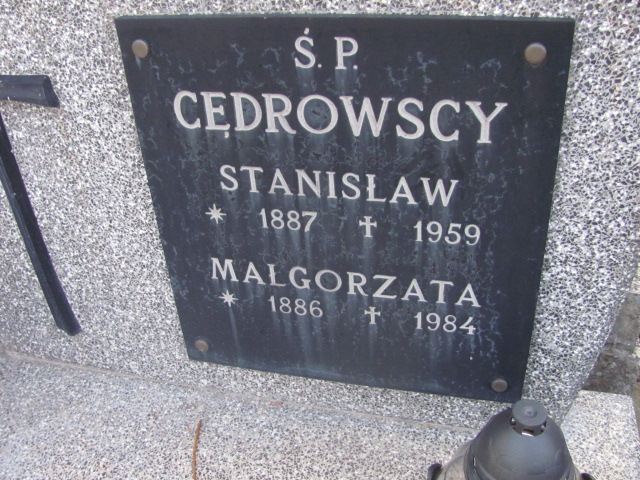 Ś. P.
CĘDROWSCY
STANISŁAW
* 1887 † 1959
MAŁGORZATA
* 1886 † 1984